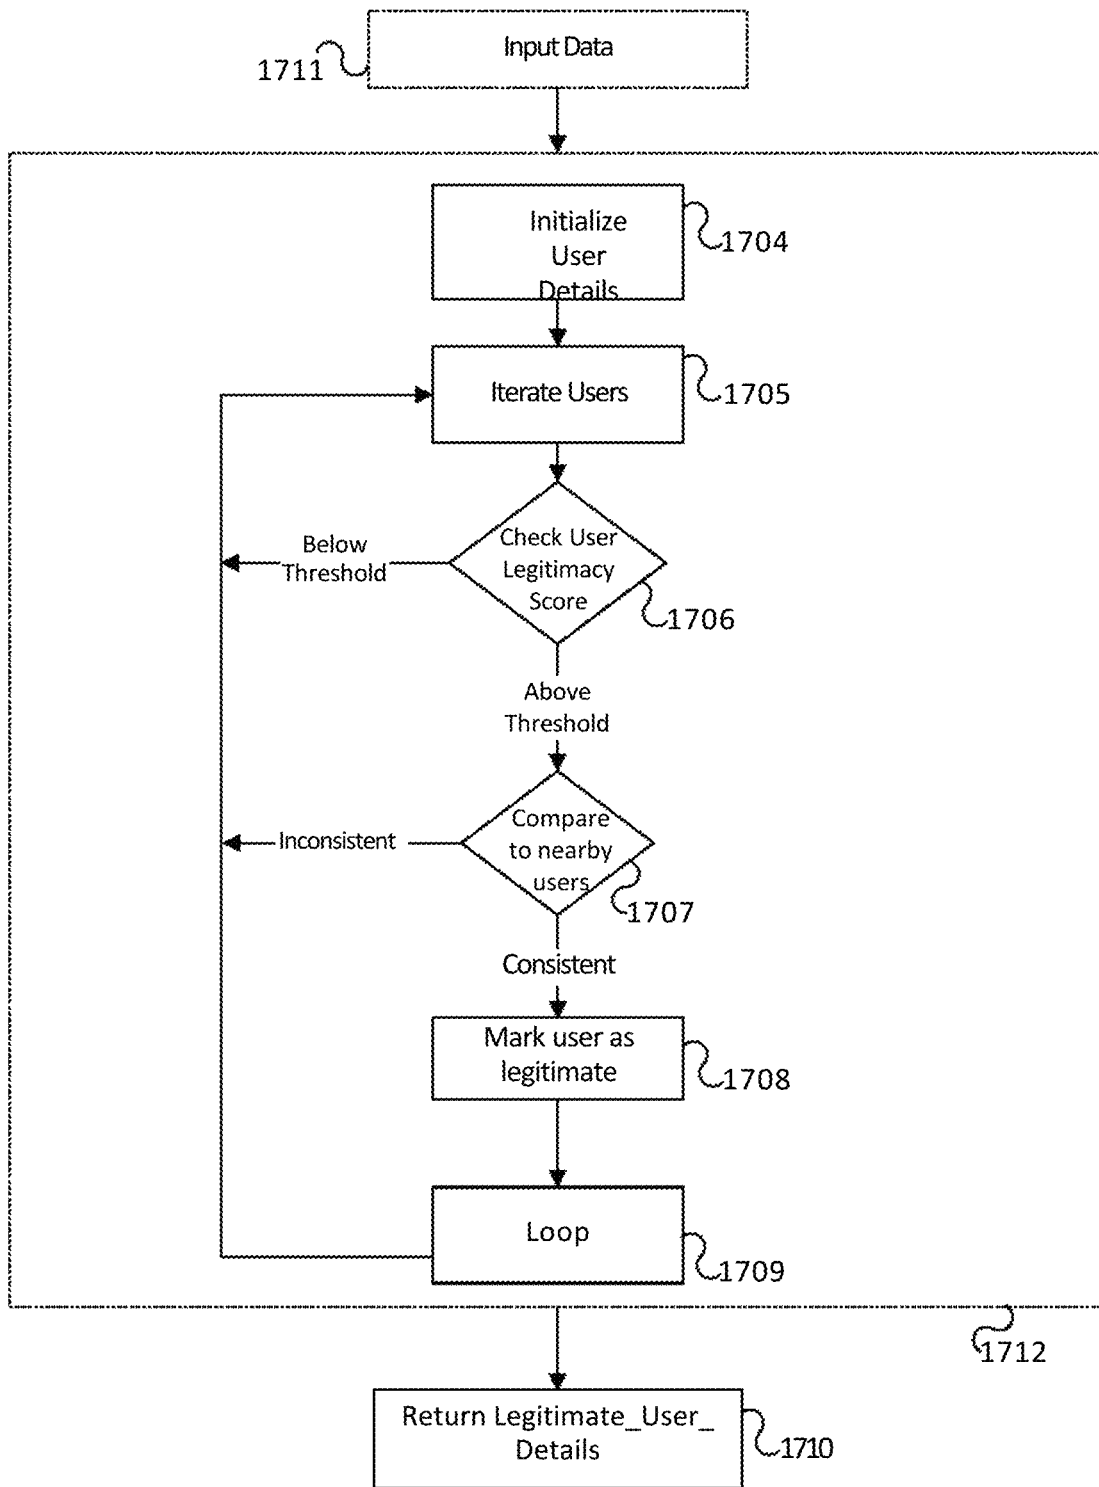 Input Data
1711
Initialize
User
Details
1704
Iterate Users
1705
Check User
Legitimacy
Score
1706
Below
Threshold
Above
Threshold
Compare
to nearby
users
1707
Inconsistent
Consistent
Mark user as
legitimate
1708
Loop
1709
1712
Return Legitimate_User_
Details
1710